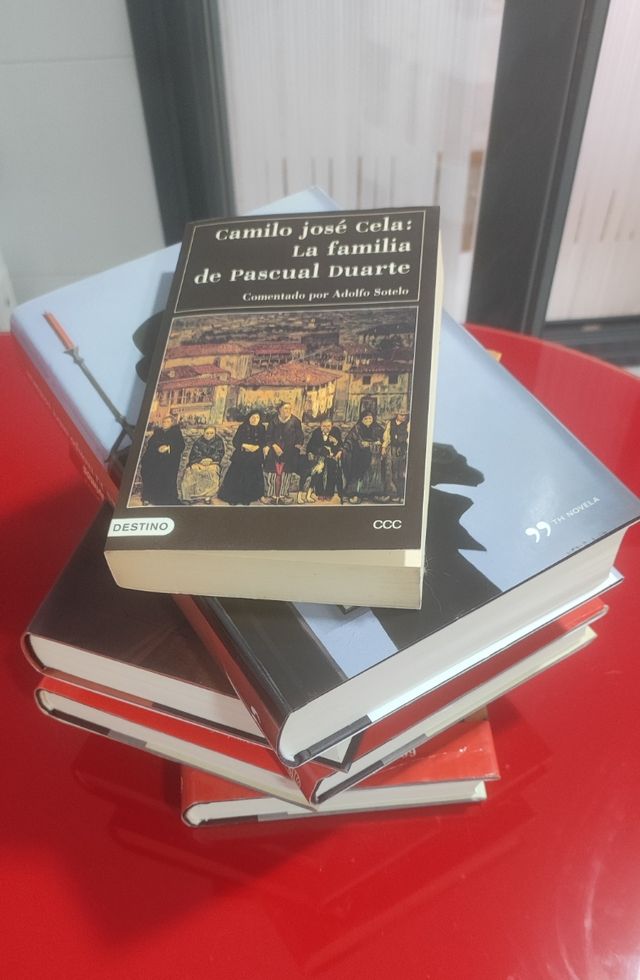 Camilo josé Cela:
La familia
de Pascual Duarte
Comentado por Adolfo Sotelo
DESTINO
CCC
TH NOVELA